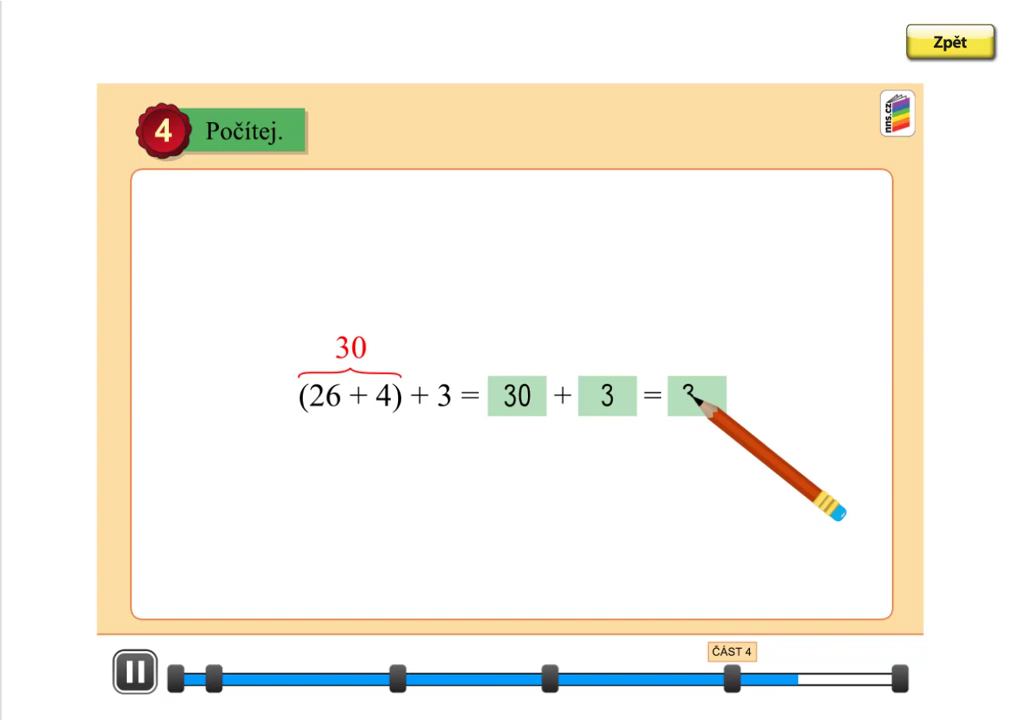 Zpět
4 Počítej.
nns.cz
30
(26 + 4) + 3 = 30 + 3 = 3
ČÁST 4